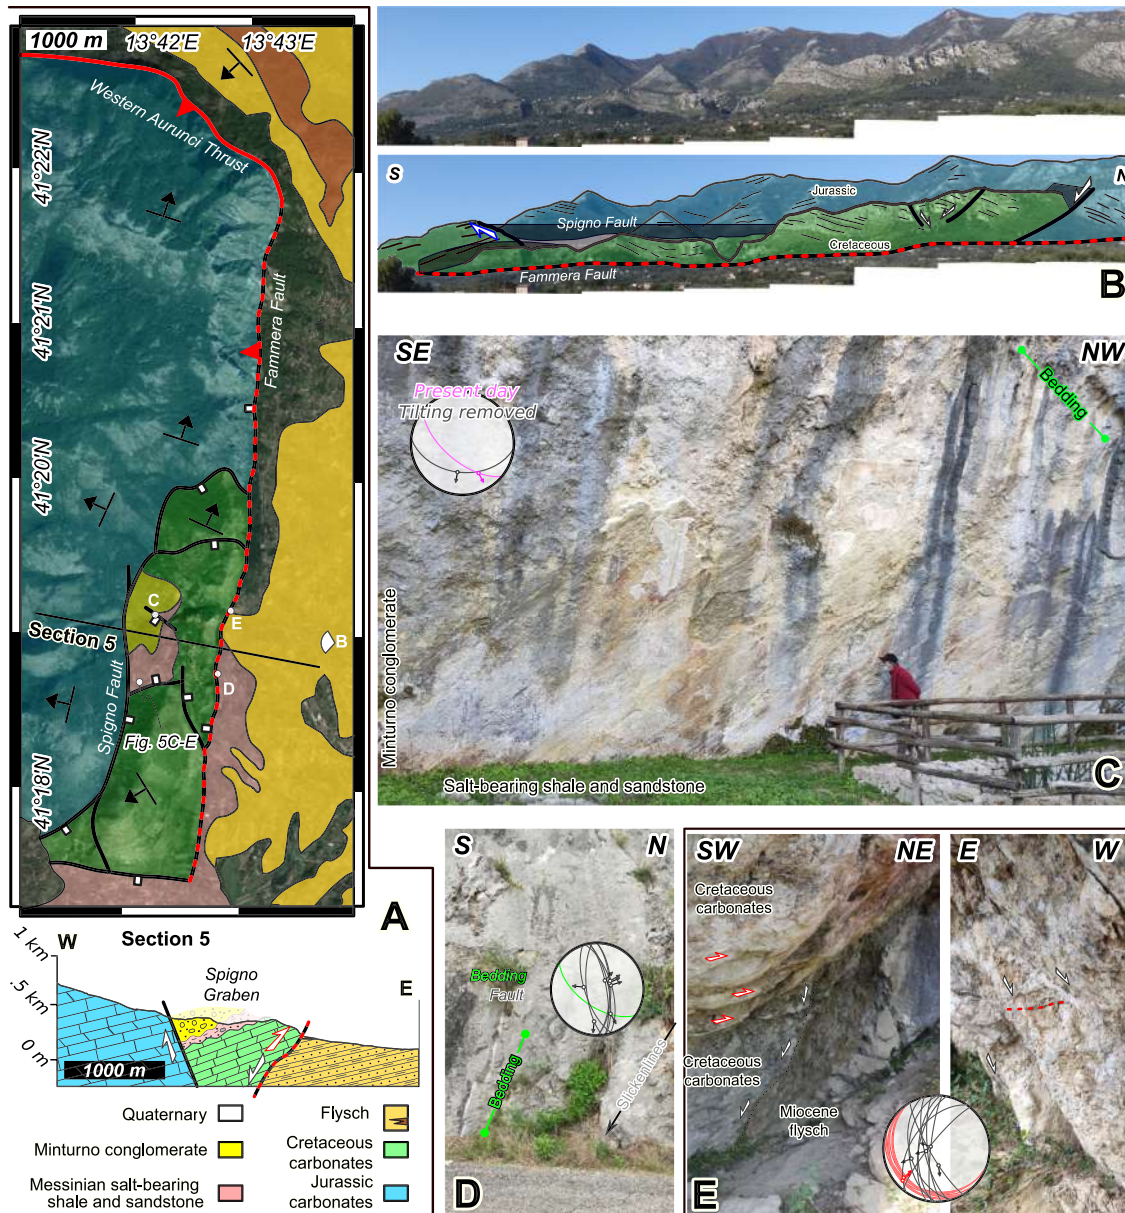 1000 m
13°42'E
13°43'E
41°22'N
41°21'N
41°20'N
41°18'N
Western Aurunci Thrust
Fammera Fault
C
E
B
D
Section 5
Spigno Fault
Fig. 5C-E
A
S
N
Jurassic
Spigno Fault
Cretaceous
Fammera Fault
B
SE
NW
Present day
Tilting removed
Bedding
Minturno conglomerate
Salt-bearing shale and sandstone
C
W
Section 5
E
1 km
.5 km
0 m
Spigno
Graben
1000 m
Quaternary
Flysch
Minturno conglomerate
Cretaceous
carbonates
Messinian salt-bearing
shale and sandstone
Jurassic
carbonates
S
N
Bedding
Fault
Bedding
Slickenlines
D
SW
NE
E
W
Cretaceous
carbonates
Cretaceous
carbonates
Miocene
flysch
E